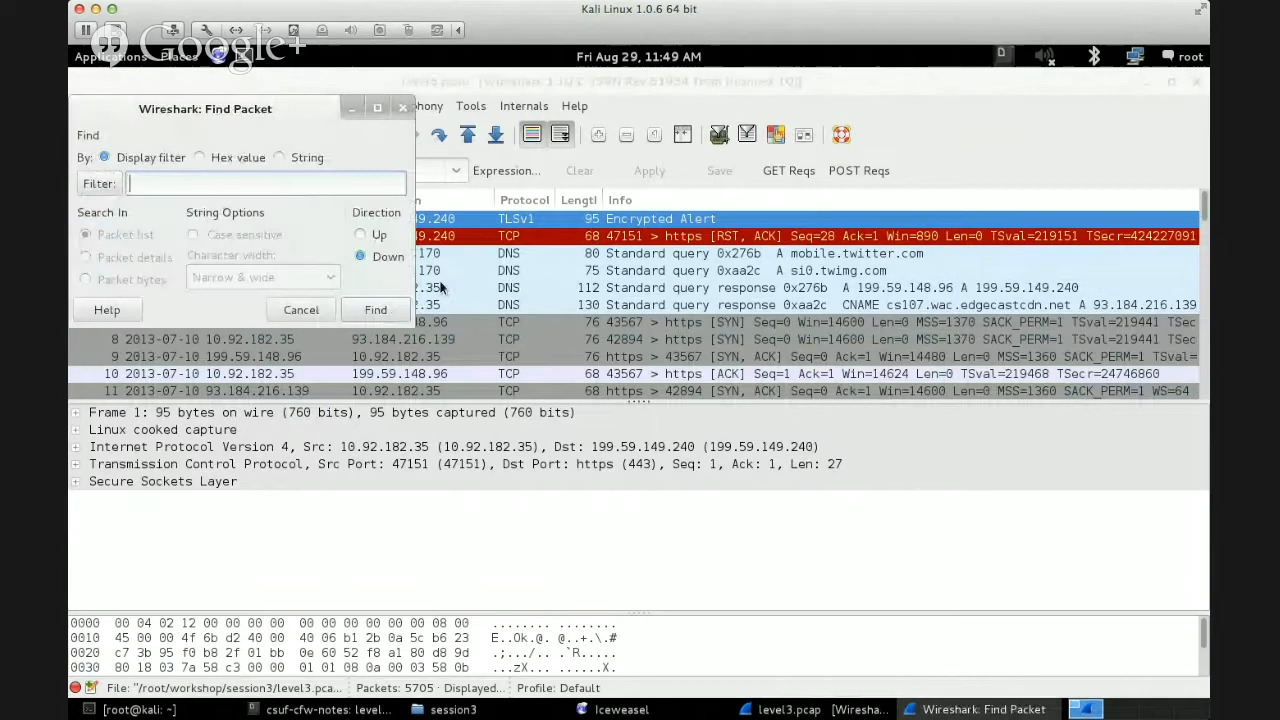 Kali Linux 1.0.6 64 bit
Google+
Applications Places Fri Aug 29, 11:49 AM root
Wireshark: Find Packet
phony Tools Internals Help
Find
By: Display filter Hex value String
Filter:
Expression... Clear Apply Save GET Reqs POST Reqs
Search In String Options Direction
Packet list Case sensitive Up
Packet details Character width: Down
Packet bytes Narrow & wide
Help Cancel Find
Protocol Lengtl Info
9.240 TLSv1 95 Encrypted Alert
9.240 TCP 68 47151 > https [RST, ACK] Seq=28 Ack=1 Win=890 Len=0 TSval=219151 TSecr=424227091
170 DNS 80 Standard query 0x276b A mobile.twitter.com
170 DNS 75 Standard query 0xaa2c A si0.twimg.com
2.35 DNS 112 Standard query response 0x276b A 199.59.148.96 A 199.59.149.240
2.35 DNS 130 Standard query response 0xaa2c CNAME cs107.wac.edgecastcdn.net A 93.184.216.139
8.96 TCP 76 43567 > https [SYN] Seq=0 Win=14600 Len=0 MSS=1370 SACK_PERM=1 TSval=219441 TSec
8 2013-07-10 10.92.182.35 93.184.216.139 TCP 76 42894 > https [SYN] Seq=0 Win=14600 Len=0 MSS=1370 SACK_PERM=1 TSval=219441 TSec
9 2013-07-10 199.59.148.96 10.92.182.35 TCP 76 https > 43567 [SYN, ACK] Seq=0 Ack=1 Win=14480 Len=0 MSS=1360 SACK_PERM=1 TSval=
10 2013-07-10 10.92.182.35 199.59.148.96 TCP 68 43567 > https [ACK] Seq=1 Ack=1 Win=14624 Len=0 TSval=219468 TSecr=24746860
11 2013-07-10 93.184.216.139 10.92.182.35 TCP 68 https > 42894 [SYN, ACK] Seq=0 Ack=1 Win=14600 Len=0 MSS=1360 SACK_PERM=1 WS=64
Frame 1: 95 bytes on wire (760 bits), 95 bytes captured (760 bits)
Linux cooked capture
Internet Protocol Version 4, Src: 10.92.182.35 (10.92.182.35), Dst: 199.59.149.240 (199.59.149.240)
Transmission Control Protocol, Src Port: 47151 (47151), Dst Port: https (443), Seq: 1, Ack: 1, Len: 27
Secure Sockets Layer
0000 00 04 02 12 00 00 00 00 00 00 00 00 00 00 08 00 ........ ........
0010 45 00 00 4f 6b d2 40 00 40 06 b1 2b 0a 5c b6 23 E..Ok.@. @..+.\.#
0020 c7 3b 95 f0 b8 2f 01 bb 0e 60 52 f8 a1 80 d8 9d .;.../.. .`R.....
0030 80 18 03 7a 58 c3 00 00 01 01 08 0a 00 03 58 0b ...zX... ......X.
File: "/root/workshop/session3/level3.pca... Packets: 5705 Displayed... Profile: Default
[root@kali: ~] csuf-cfw-notes: level... session3 Iceweasel level3.pcap [Wiresha... Wireshark: Find Packet